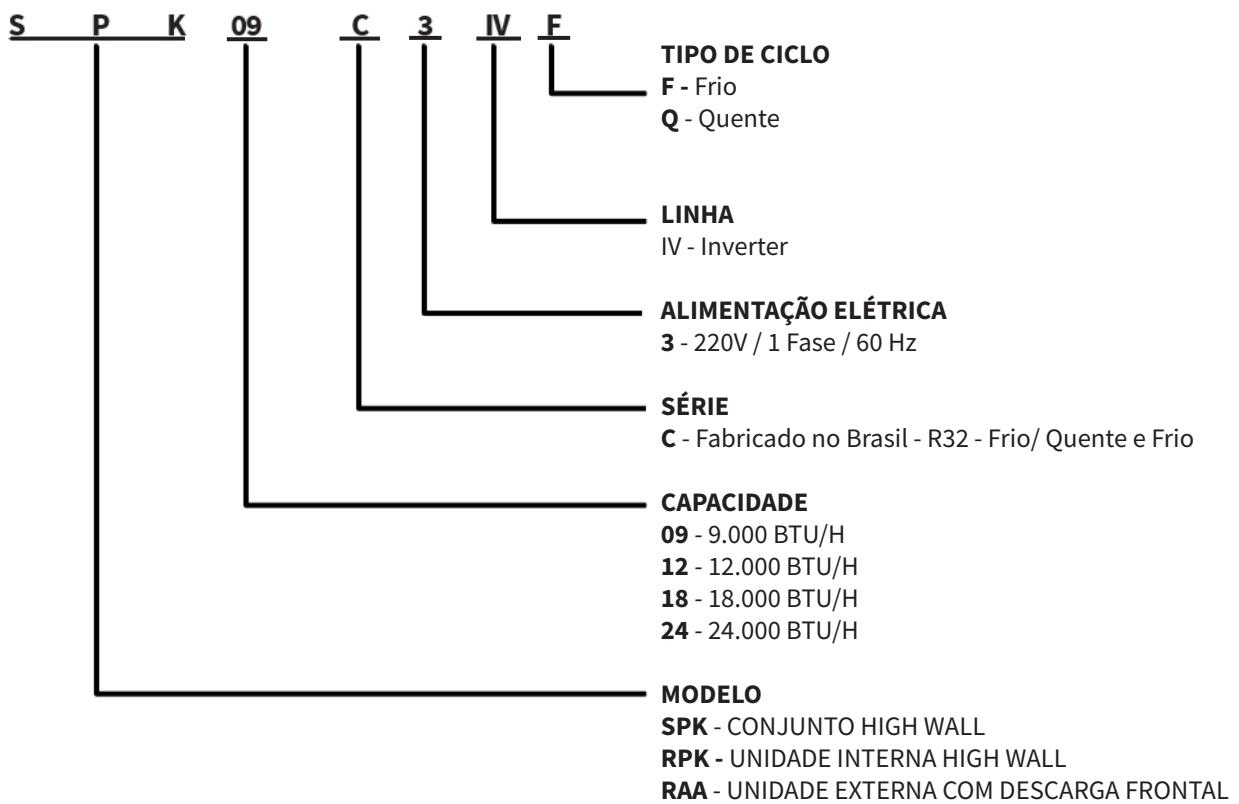 S P K 09 C 3 IV F
TIPO DE CICLO
F - Frio
Q - Quente
LINHA
IV - Inverter
ALIMENTAÇÃO ELÉTRICA
3 - 220V / 1 Fase / 60 Hz
SÉRIE
C - Fabricado no Brasil - R32 - Frio/ Quente e Frio
CAPACIDADE
09 - 9.000 BTU/H
12 - 12.000 BTU/H
18 - 18.000 BTU/H
24 - 24.000 BTU/H
MODELO
SPK - CONJUNTO HIGH WALL
RPK - UNIDADE INTERNA HIGH WALL
RAA - UNIDADE EXTERNA COM DESCARGA FRONTAL